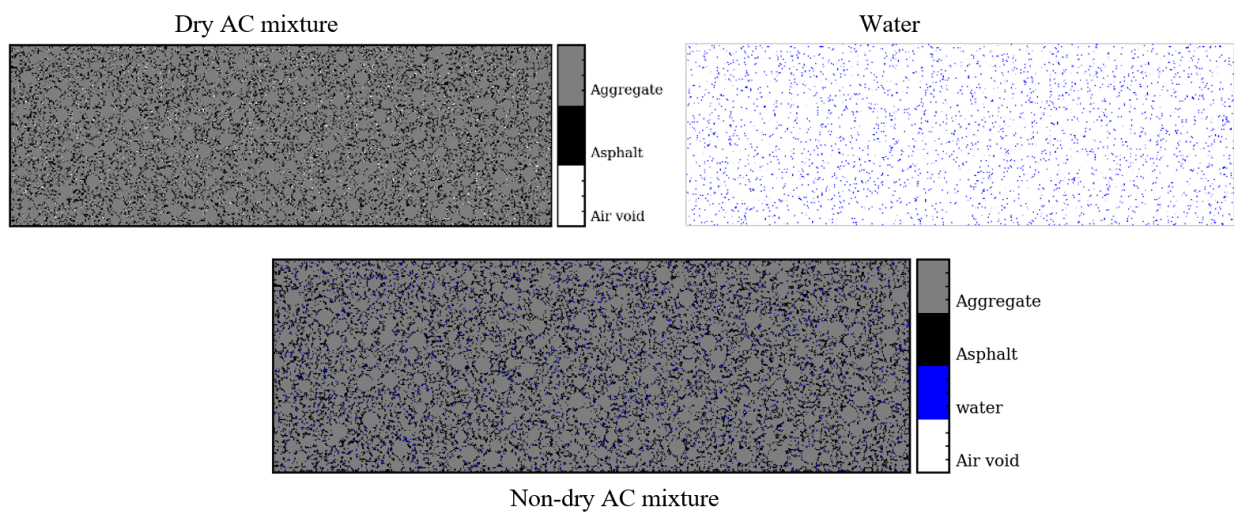 Dry AC mixture
Water
Aggregate
Asphalt
Air void
Aggregate
Asphalt
water
Air void
Non-dry AC mixture